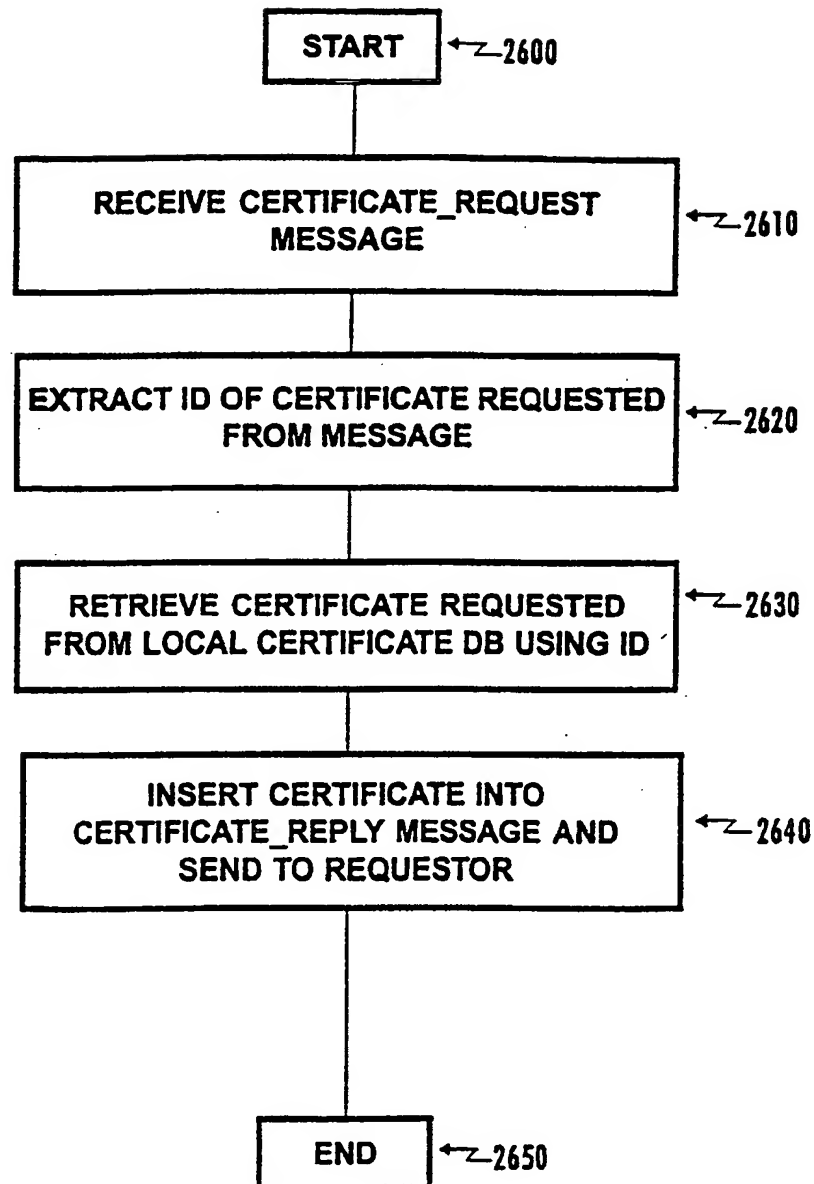 START
2600
RECEIVE CERTIFICATE_REQUEST
MESSAGE
2610
EXTRACT ID OF CERTIFICATE REQUESTED
FROM MESSAGE
2620
RETRIEVE CERTIFICATE REQUESTED
FROM LOCAL CERTIFICATE DB USING ID
2630
INSERT CERTIFICATE INTO
CERTIFICATE_REPLY MESSAGE AND
SEND TO REQUESTOR
2640
END
2650